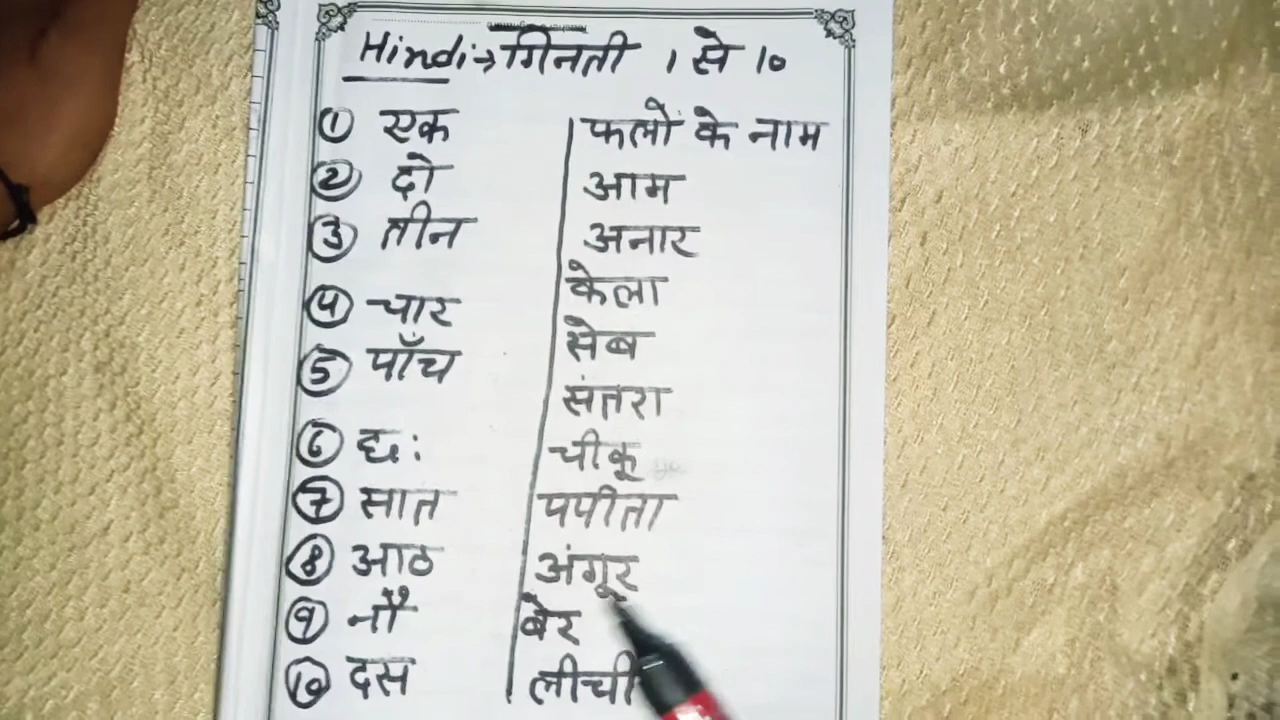 Hindi:→गिनती 1 से 10
① एक
② दो
③ तीन
④ चार
⑤ पाँच
⑥ छः
⑦ सात
⑧ आठ
⑨ नौ
⑩ दस
फलों के नाम
आम
अनार
केला
सेब
संतरा
चीकू
पपीता
अंगूर
बेर
लीची